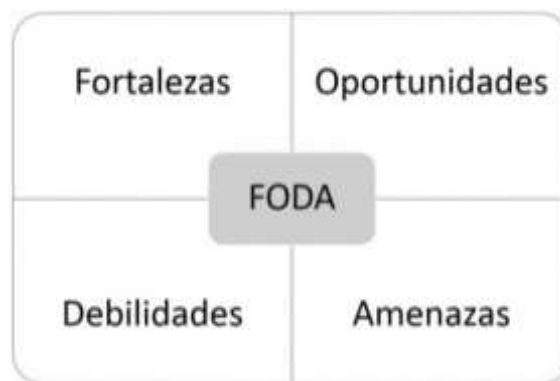 Fortalezas
Oportunidades
FODA
Debilidades
Amenazas